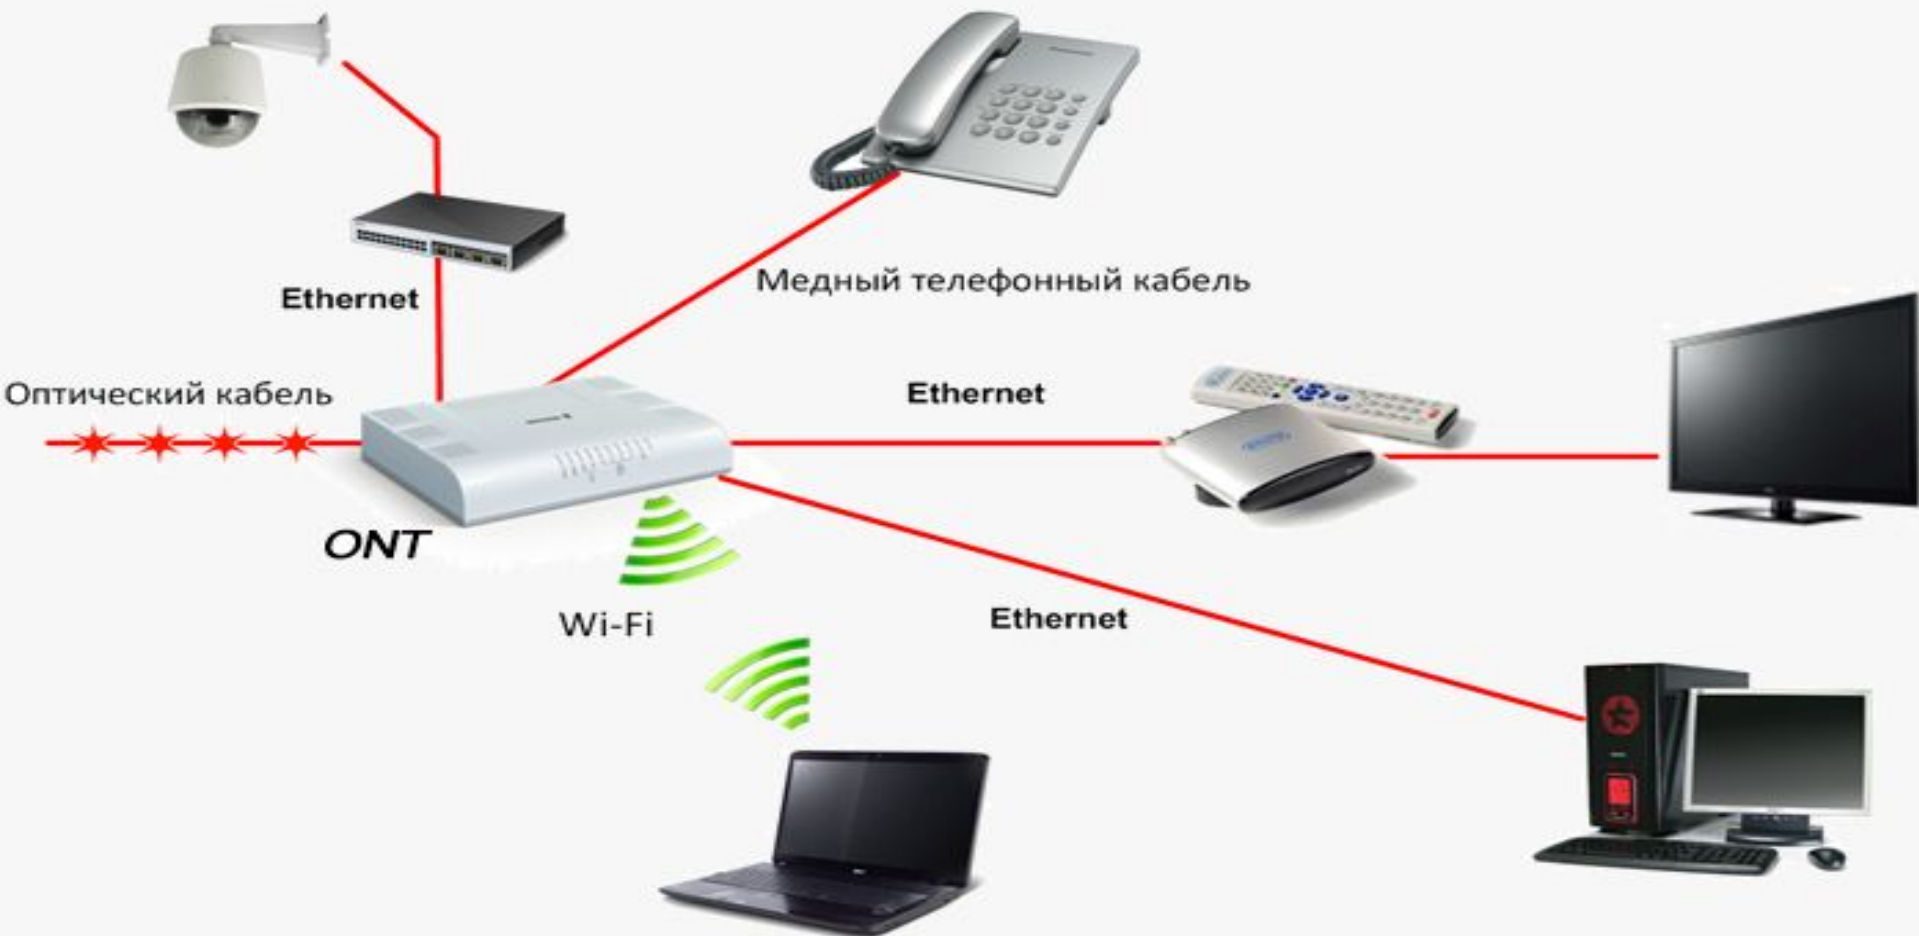 Ethernet
Медный телефонный кабель
Оптический кабель
Ethernet
ONT
Wi-Fi
Ethernet